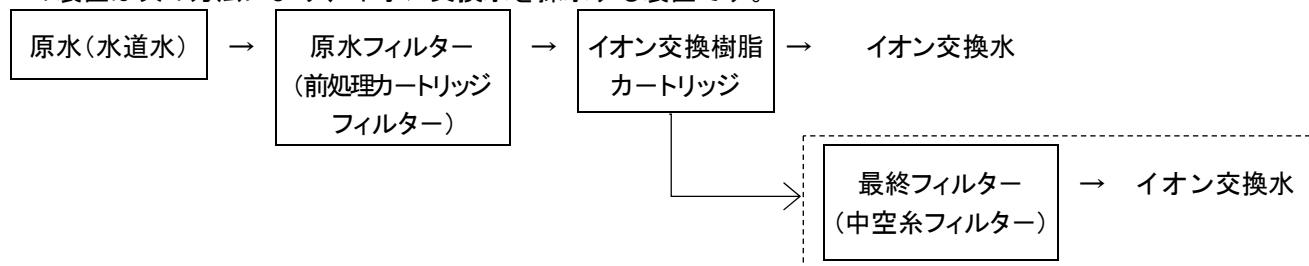 原水(水道水) → 原水フィルター → イオン交換樹脂 → イオン交換水
(前処理カートリッジ カートリッジ
フィルター)
最終フィルター → イオン交換水
(中空糸フィルター)